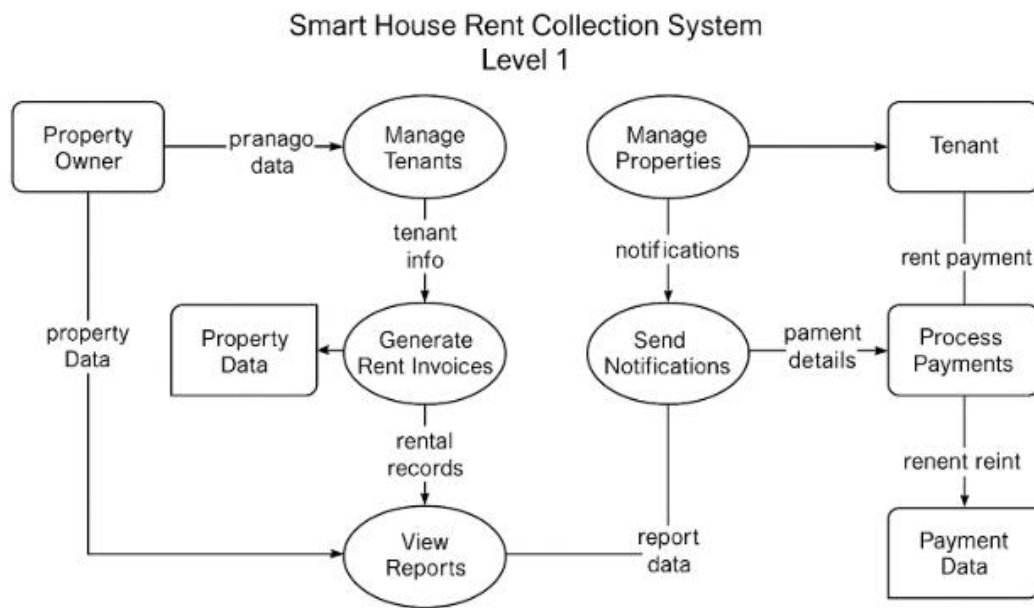 Smart House Rent Collection System
Level 1
Property
Owner
pranago
data
Manage
Tenants
Manage
Properties
Tenant
tenant
info
notifications
rent payment
property
Data
Property
Data
Generate
Rent Invoices
Send
Notifications
pament
details
Process
Payments
rental
records
renent reint
View
Reports
report
data
Payment
Data